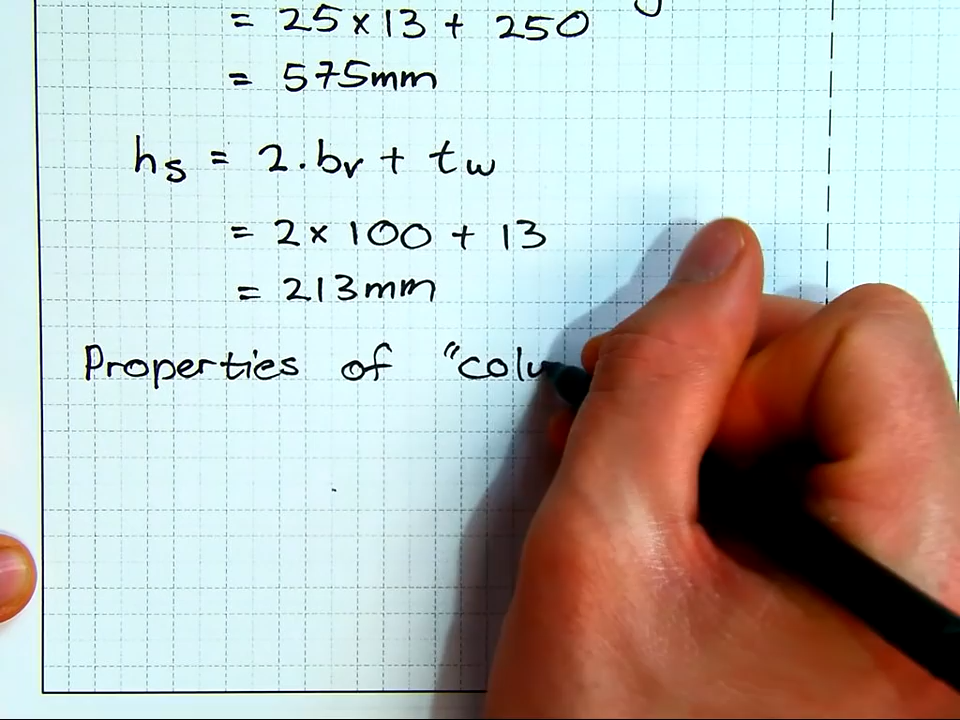 = 25 x 13 + 250
= 575mm
hs = 2.br + tw
= 2 x 100 + 13
= 213mm
Properties of "colu